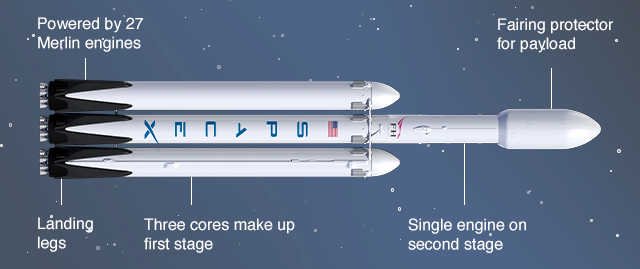 Powered by 27
Merlin engines
Fairing protector
for payload
SPACEX
FH
Landing
legs
Three cores make up
first stage
Single engine on
second stage